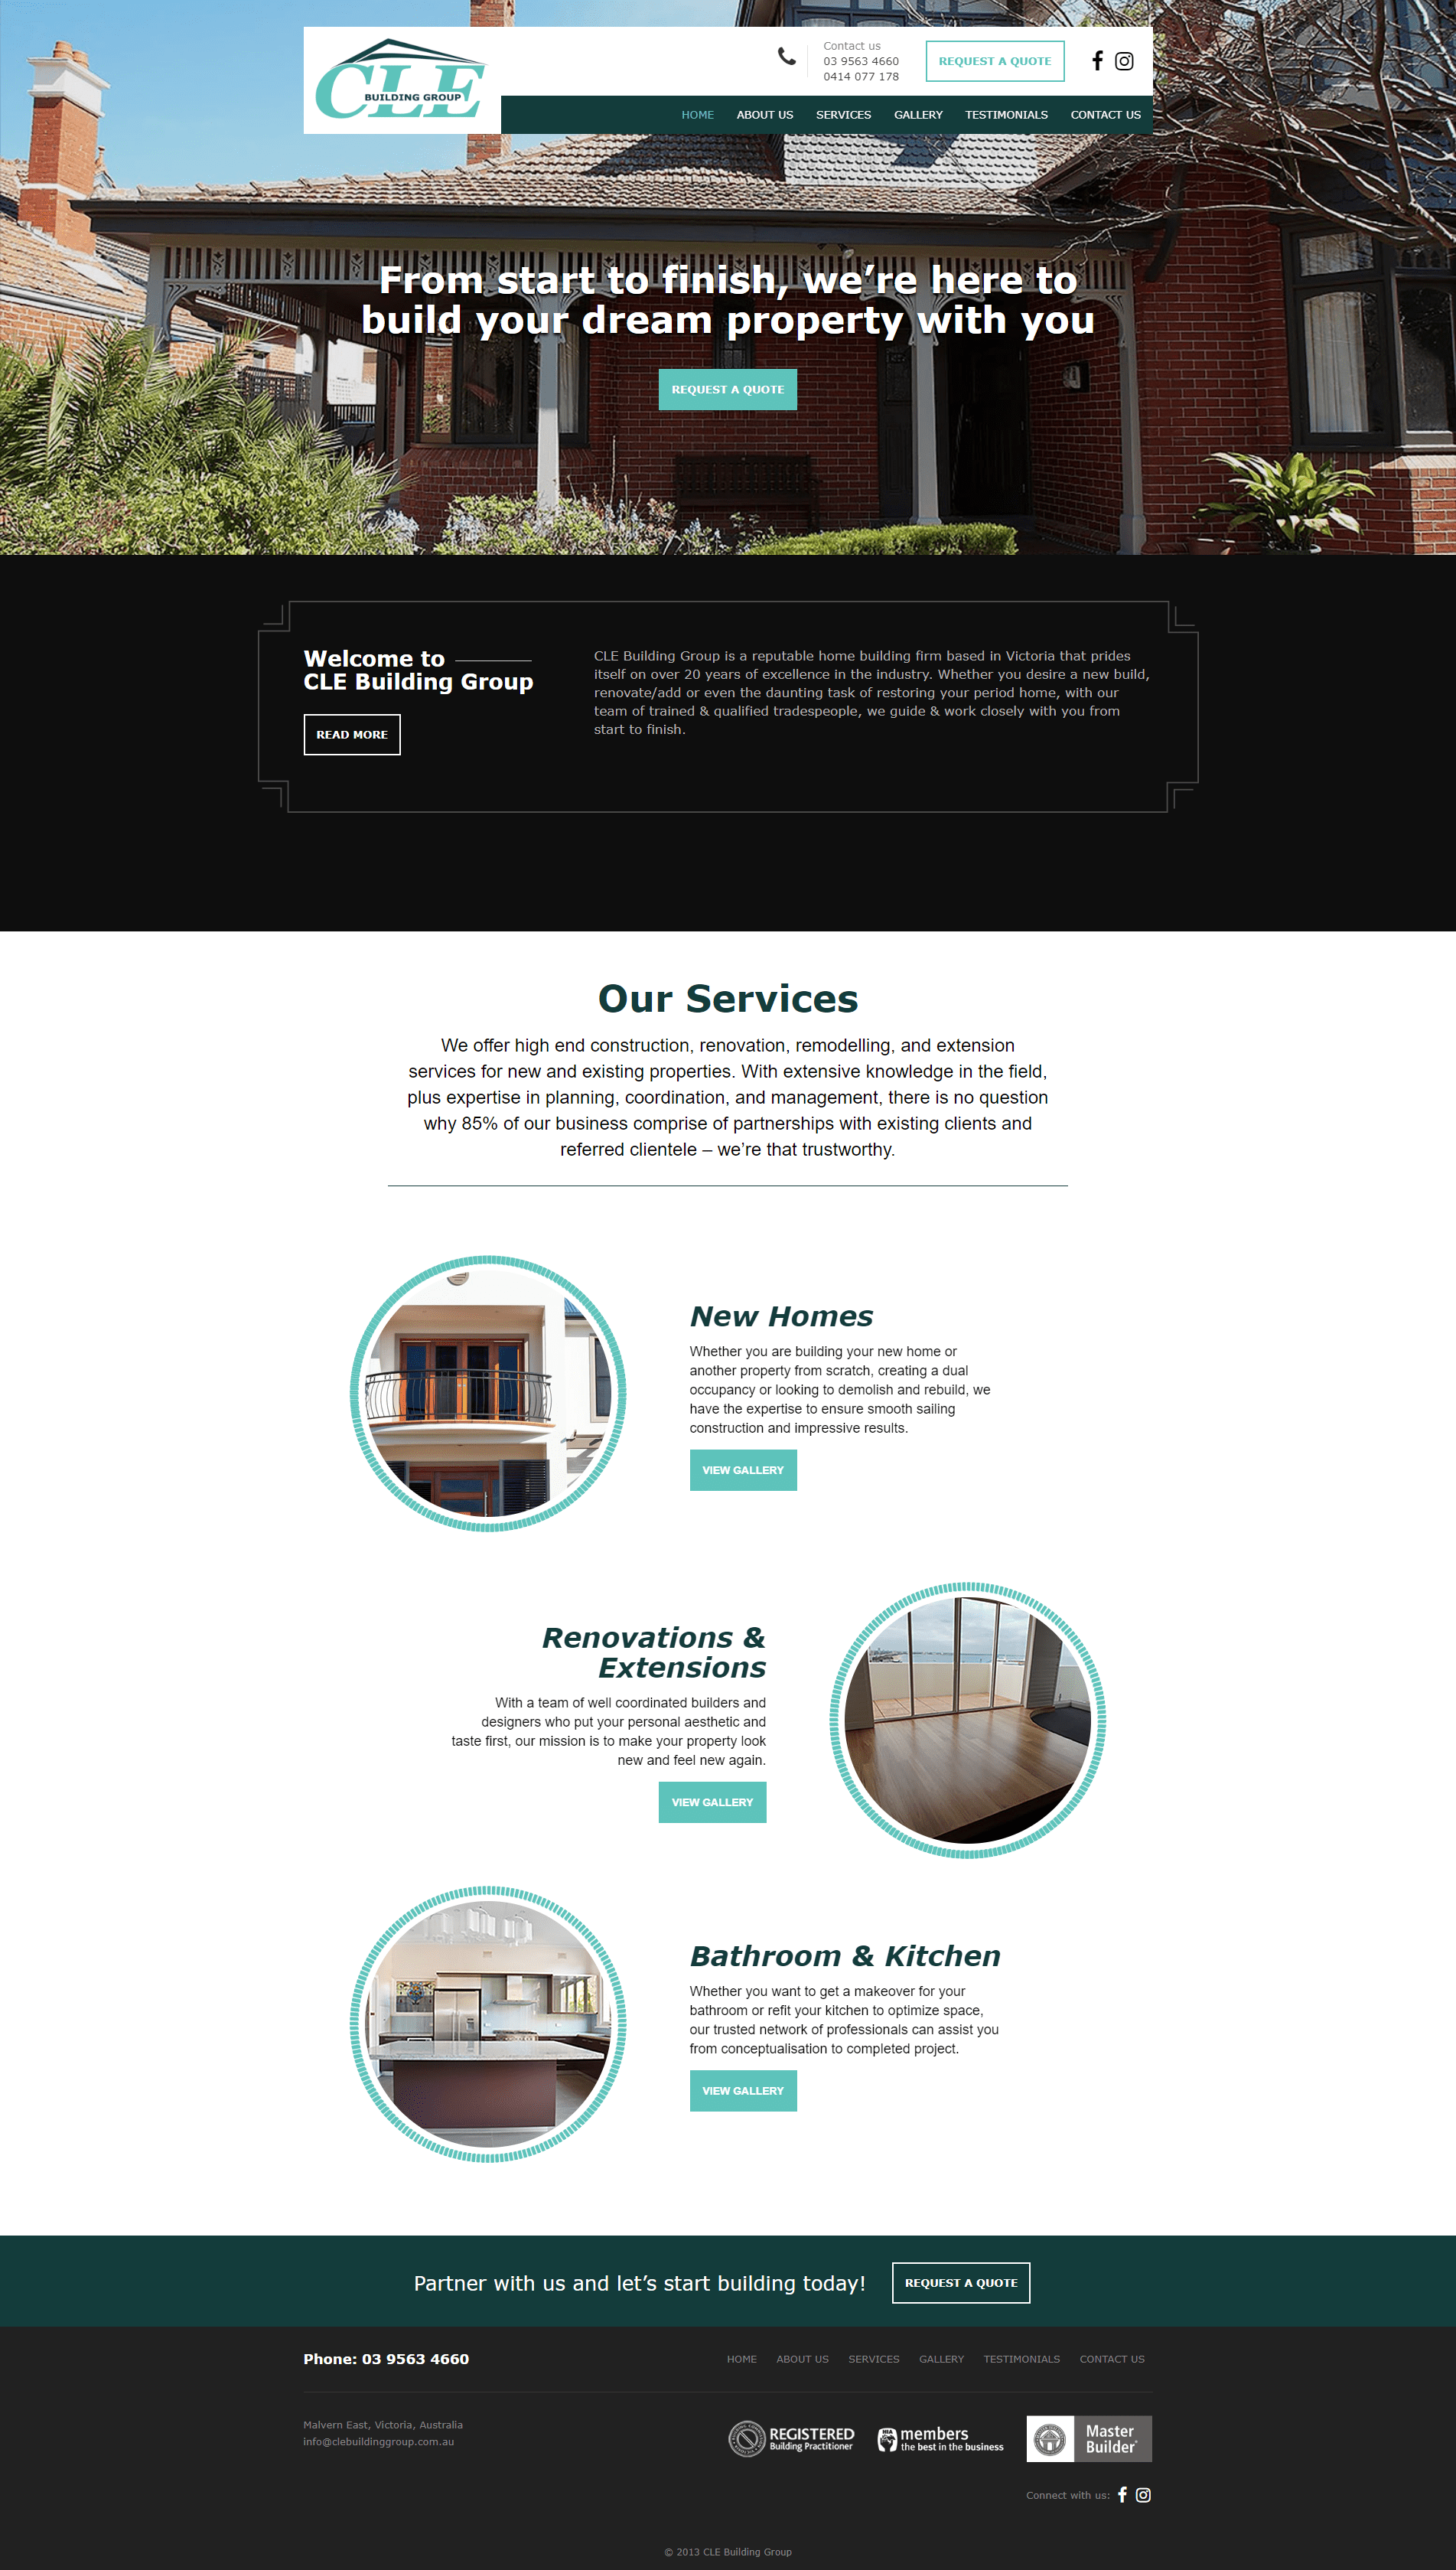 CLE
BUILDING GROUP
Contact us
03 9563 4660
0414 077 178
REQUEST A QUOTE
HOME ABOUT US SERVICES GALLERY TESTIMONIALS CONTACT US
From start to finish, we’re here to
build your dream property with you
REQUEST A QUOTE
Welcome to
CLE Building Group
READ MORE
CLE Building Group is a reputable home building firm based in Victoria that prides
itself on over 20 years of excellence in the industry. Whether you desire a new build,
renovate/add or even the daunting task of restoring your period home, with our
team of trained & qualified tradespeople, we guide & work closely with you from
start to finish.
Our Services
We offer high end construction, renovation, remodelling, and extension
services for new and existing properties. With extensive knowledge in the field,
plus expertise in planning, coordination, and management, there is no question
why 85% of our business comprise of partnerships with existing clients and
referred clientele – we’re that trustworthy.
New Homes
Whether you are building your new home or
another property from scratch, creating a dual
occupancy or looking to demolish and rebuild, we
have the expertise to ensure smooth sailing
construction and impressive results.
VIEW GALLERY
Renovations &
Extensions
With a team of well coordinated builders and
designers who put your personal aesthetic and
taste first, our mission is to make your property look
new and feel new again.
VIEW GALLERY
Bathroom & Kitchen
Whether you want to get a makeover for your
bathroom or refit your kitchen to optimize space,
our trusted network of professionals can assist you
from conceptualisation to completed project.
VIEW GALLERY
Partner with us and let’s start building today!
REQUEST A QUOTE
Phone: 03 9563 4660
HOME ABOUT US SERVICES GALLERY TESTIMONIALS CONTACT US
Malvern East, Victoria, Australia
info@clebuildinggroup.com.au
REGISTERED
Building Practitioner
members
the best in the business
Master
Builder
Connect with us:
© 2013 CLE Building Group